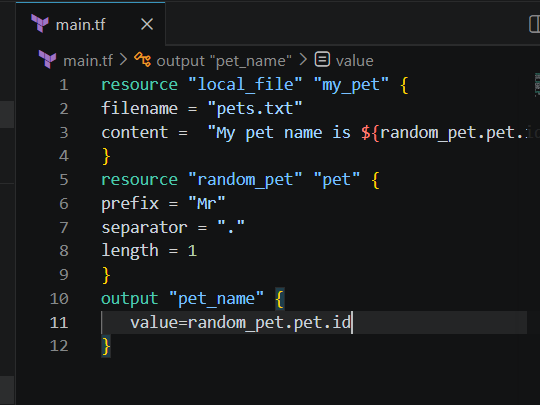 main.tf
main.tf > output "pet_name" > value
1 resource "local_file" "my_pet" {
2 filename = "pets.txt"
3 content =  "My pet name is ${random_pet.pet.
4 }
5 resource "random_pet" "pet" {
6 prefix = "Mr"
7 separator = "."
8 length = 1
9 }
10 output "pet_name" {
11    value=random_pet.pet.id
12 }